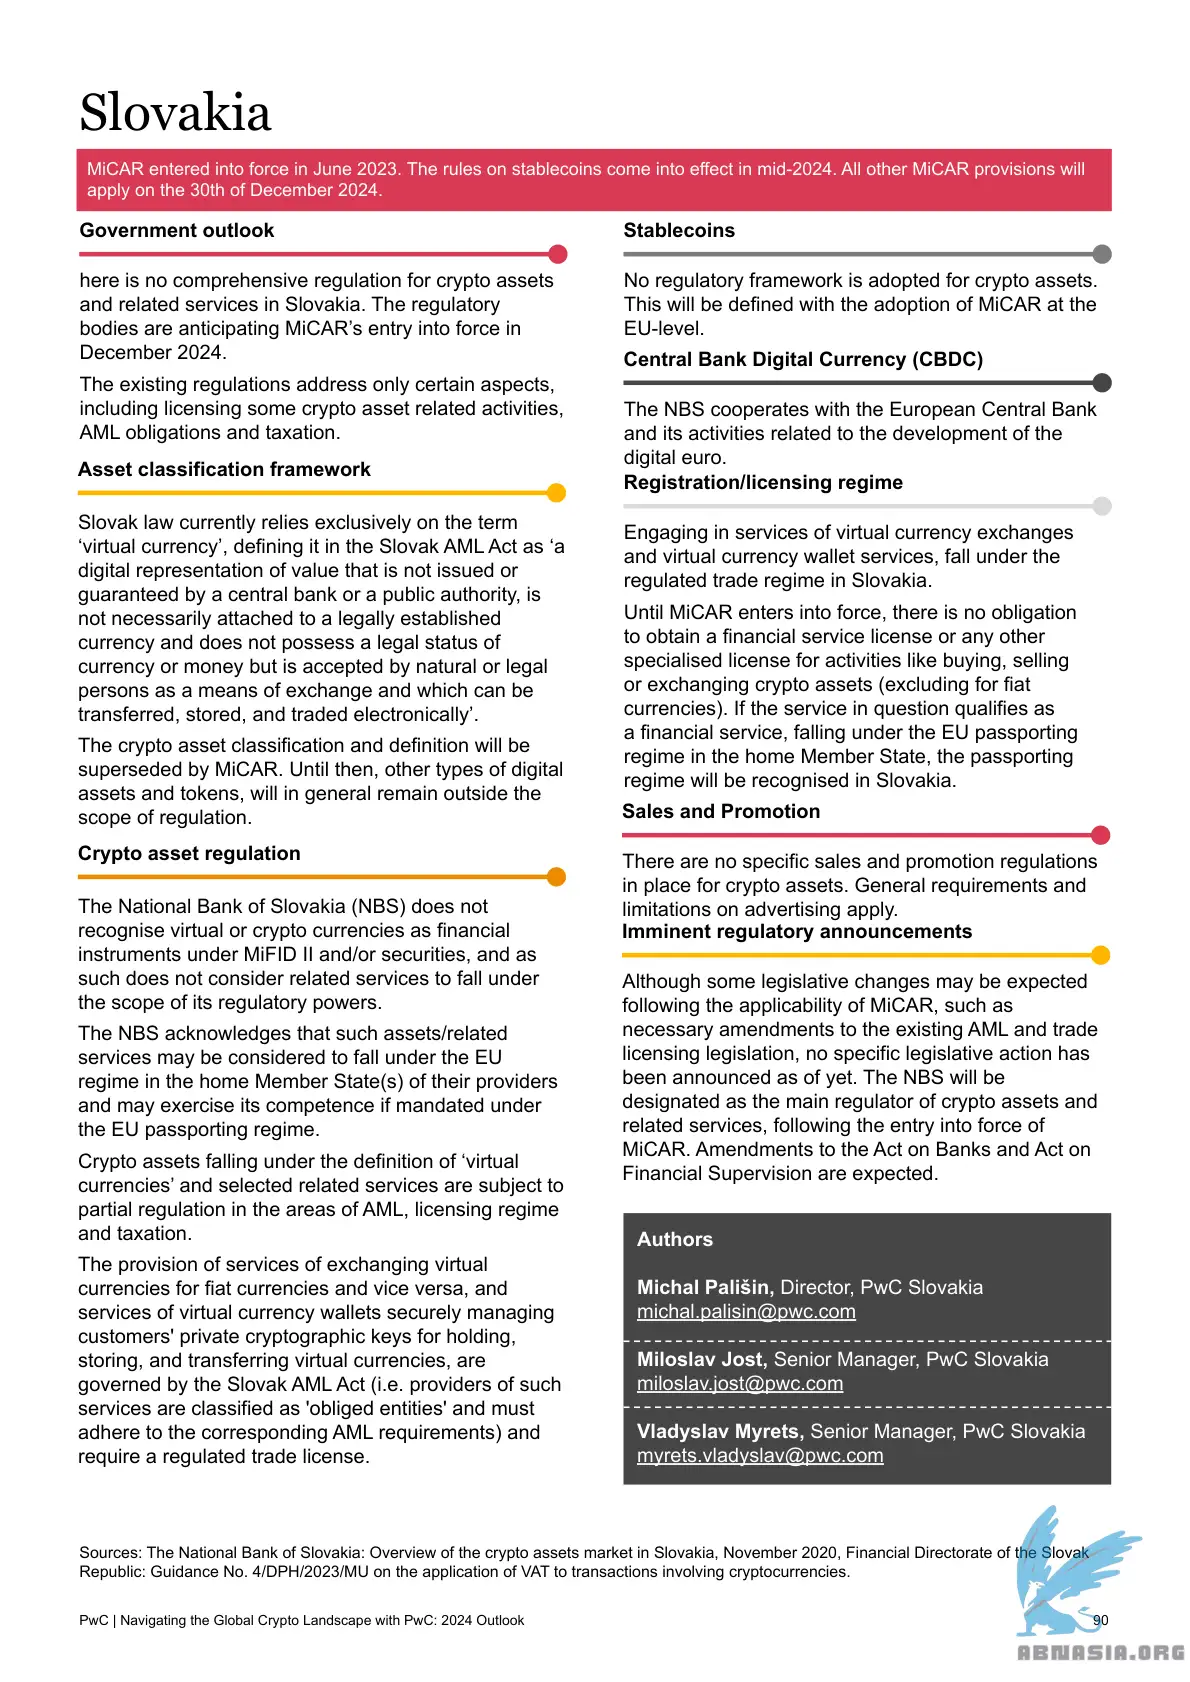 Slovakia
MiCAR entered into force in June 2023. The rules on stablecoins come into effect in mid-2024. All other MiCAR provisions will
apply on the 30th of December 2024.
Government outlook
here is no comprehensive regulation for crypto assets
and related services in Slovakia. The regulatory
bodies are anticipating MiCAR’s entry into force in
December 2024.
The existing regulations address only certain aspects,
including licensing some crypto asset related activities,
AML obligations and taxation.
Asset classification framework
Slovak law currently relies exclusively on the term
‘virtual currency’, defining it in the Slovak AML Act as ‘a
digital representation of value that is not issued or
guaranteed by a central bank or a public authority, is
not necessarily attached to a legally established
currency and does not possess a legal status of
currency or money but is accepted by natural or legal
persons as a means of exchange and which can be
transferred, stored, and traded electronically’.
The crypto asset classification and definition will be
superseded by MiCAR. Until then, other types of digital
assets and tokens, will in general remain outside the
scope of regulation.
Crypto asset regulation
The National Bank of Slovakia (NBS) does not
recognise virtual or crypto currencies as financial
instruments under MiFID II and/or securities, and as
such does not consider related services to fall under
the scope of its regulatory powers.
The NBS acknowledges that such assets/related
services may be considered to fall under the EU
regime in the home Member State(s) of their providers
and may exercise its competence if mandated under
the EU passporting regime.
Crypto assets falling under the definition of ‘virtual
currencies’ and selected related services are subject to
partial regulation in the areas of AML, licensing regime
and taxation.
The provision of services of exchanging virtual
currencies for fiat currencies and vice versa, and
services of virtual currency wallets securely managing
customers' private cryptographic keys for holding,
storing, and transferring virtual currencies, are
governed by the Slovak AML Act (i.e. providers of such
services are classified as 'obliged entities' and must
adhere to the corresponding AML requirements) and
require a regulated trade license.
Stablecoins
No regulatory framework is adopted for crypto assets.
This will be defined with the adoption of MiCAR at the
EU-level.
Central Bank Digital Currency (CBDC)
The NBS cooperates with the European Central Bank
and its activities related to the development of the
digital euro.
Registration/licensing regime
Engaging in services of virtual currency exchanges
and virtual currency wallet services, fall under the
regulated trade regime in Slovakia.
Until MiCAR enters into force, there is no obligation
to obtain a financial service license or any other
specialised license for activities like buying, selling
or exchanging crypto assets (excluding for fiat
currencies). If the service in question qualifies as
a financial service, falling under the EU passporting
regime in the home Member State, the passporting
regime will be recognised in Slovakia.
Sales and Promotion
There are no specific sales and promotion regulations
in place for crypto assets. General requirements and
limitations on advertising apply.
Imminent regulatory announcements
Although some legislative changes may be expected
following the applicability of MiCAR, such as
necessary amendments to the existing AML and trade
licensing legislation, no specific legislative action has
been announced as of yet. The NBS will be
designated as the main regulator of crypto assets and
related services, following the entry into force of
MiCAR. Amendments to the Act on Banks and Act on
Financial Supervision are expected.
Authors
Michal Pališin, Director, PwC Slovakia
michal.palisin@pwc.com
Miloslav Jost, Senior Manager, PwC Slovakia
miloslav.jost@pwc.com
Vladyslav Myrets, Senior Manager, PwC Slovakia
myrets.vladyslav@pwc.com
Sources: The National Bank of Slovakia: Overview of the crypto assets market in Slovakia, November 2020, Financial Directorate of the Slovak
Republic: Guidance No. 4/DPH/2023/MU on the application of VAT to transactions involving cryptocurrencies.
PwC | Navigating the Global Crypto Landscape with PwC: 2024 Outlook
90
ABNASIA.ORG